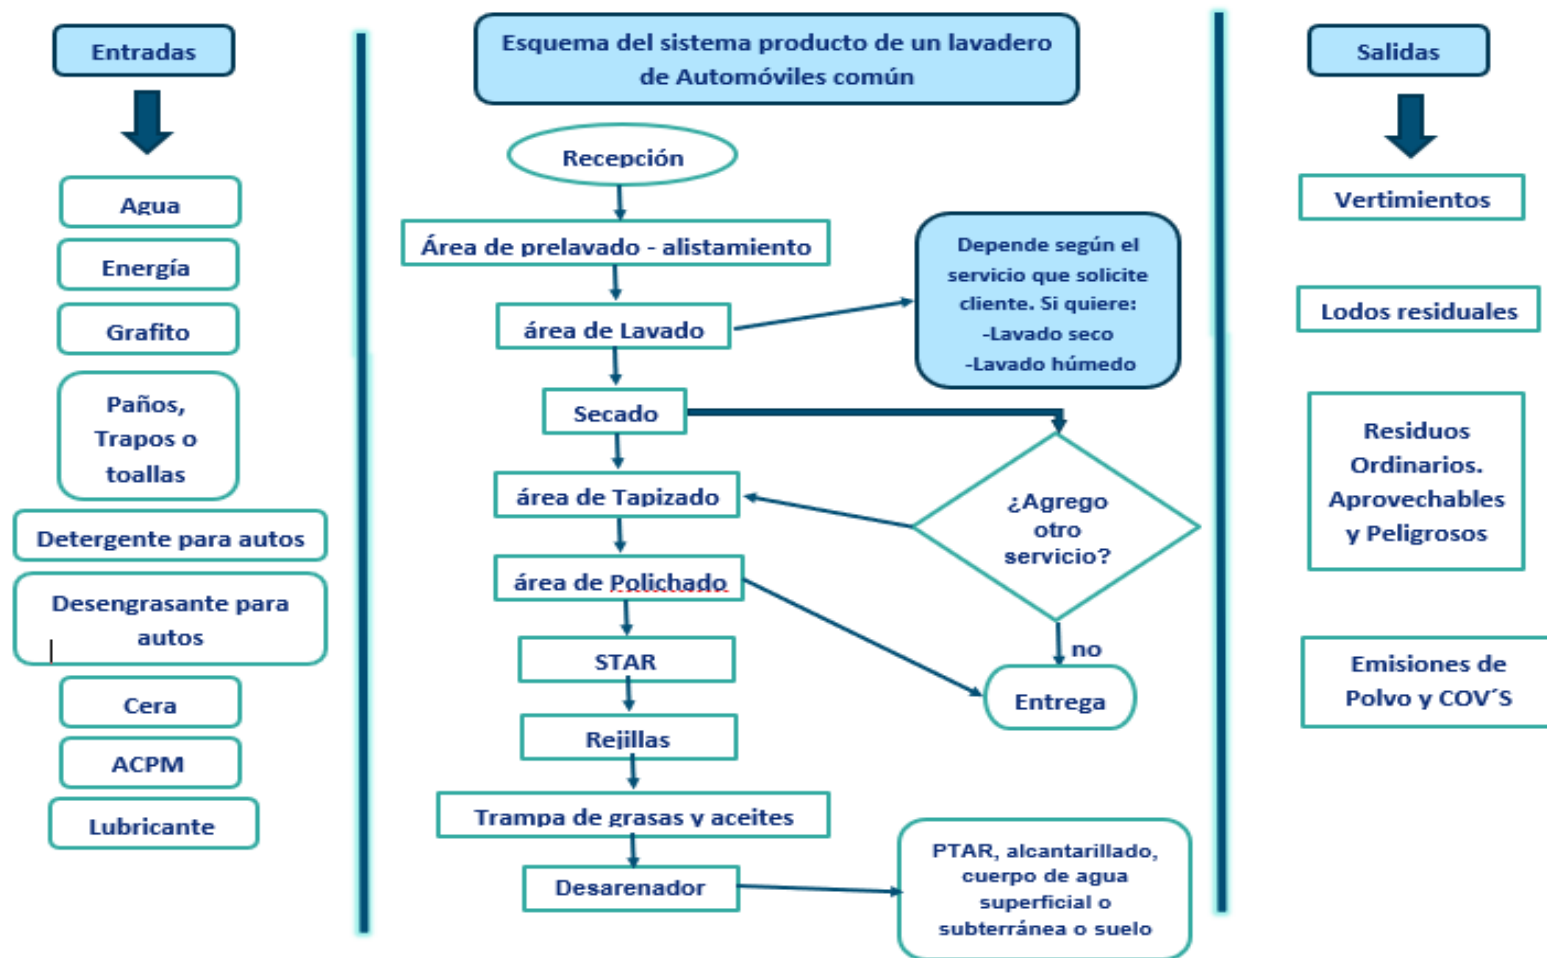 Entradas
Agua
Energía
Grafito
Paños,
Trapos o
toallas
Detergente para autos
Desengrasante para
autos
Cera
ACPM
Lubricante
Esquema del sistema producto de un lavadero
de Automóviles común
Recepción
Área de prelavado - alistamiento
área de Lavado
Depende según el
servicio que solicite
cliente. Si quiere:
-Lavado seco
-Lavado húmedo
Secado
área de Tapizado
¿Agrego
otro
servicio?
área de Polichado
no
Entrega
STAR
Rejillas
Trampa de grasas y aceites
Desarenador
PTAR, alcantarillado,
cuerpo de agua
superficial o
subterránea o suelo
Salidas
Vertimientos
Lodos residuales
Residuos
Ordinarios.
Aprovechables
y Peligrosos
Emisiones de
Polvo y COV´S